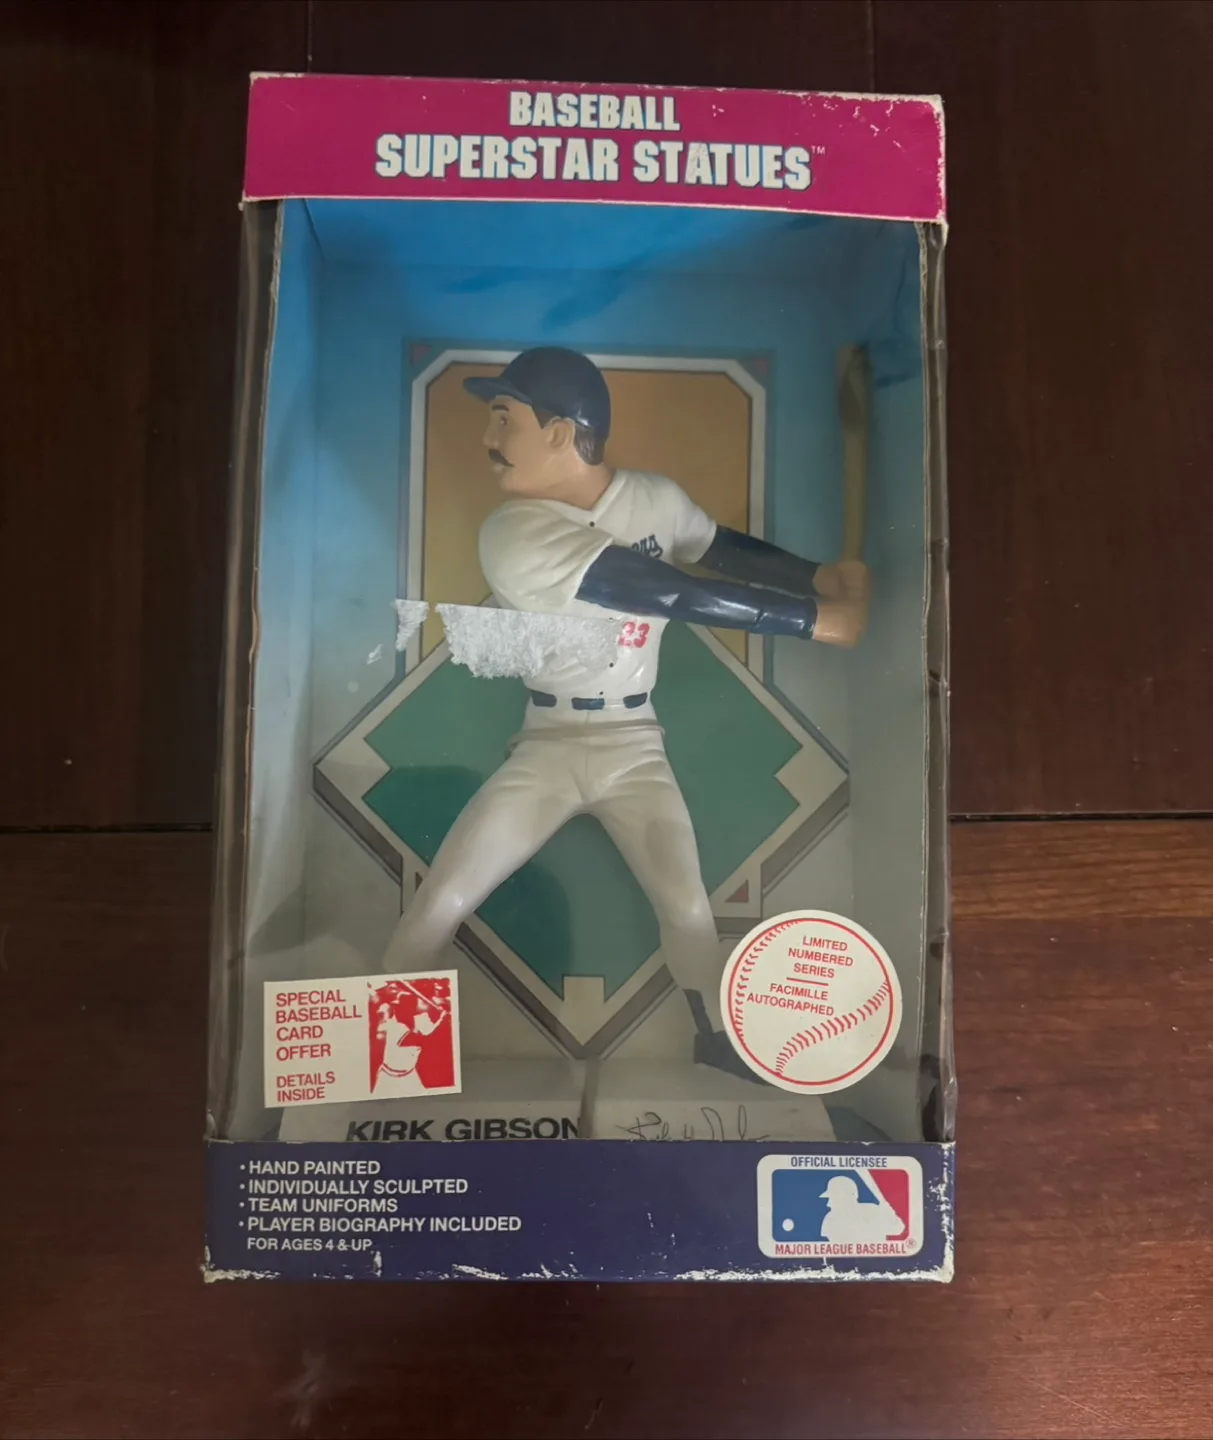 BASEBALL
SUPERSTAR STATUES™
23
LIMITED
NUMBERED
SERIES
FACIMILLE
AUTOGRAPHED
SPECIAL
BASEBALL
CARD
OFFER
DETAILS
INSIDE
KIRK GIBSON
• HAND PAINTED
• INDIVIDUALLY SCULPTED
• TEAM UNIFORMS
• PLAYER BIOGRAPHY INCLUDED
FOR AGES 4 & UP
OFFICIAL LICENSEE
MAJOR LEAGUE BASEBALL®